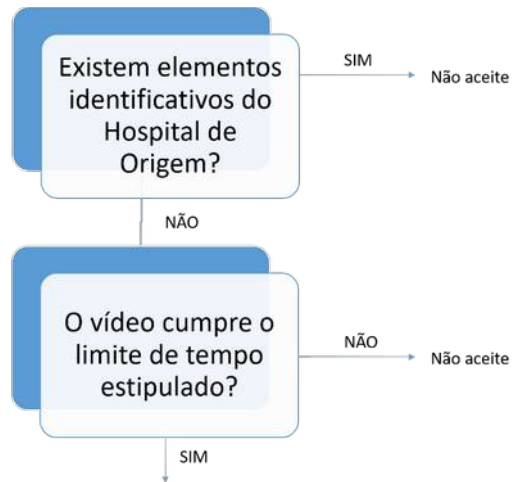 Existem elementos
identificativos do
Hospital de
Origem?
SIM
Não aceite
NÃO
O vídeo cumpre o
limite de tempo
estipulado?
NÃO
Não aceite
SIM